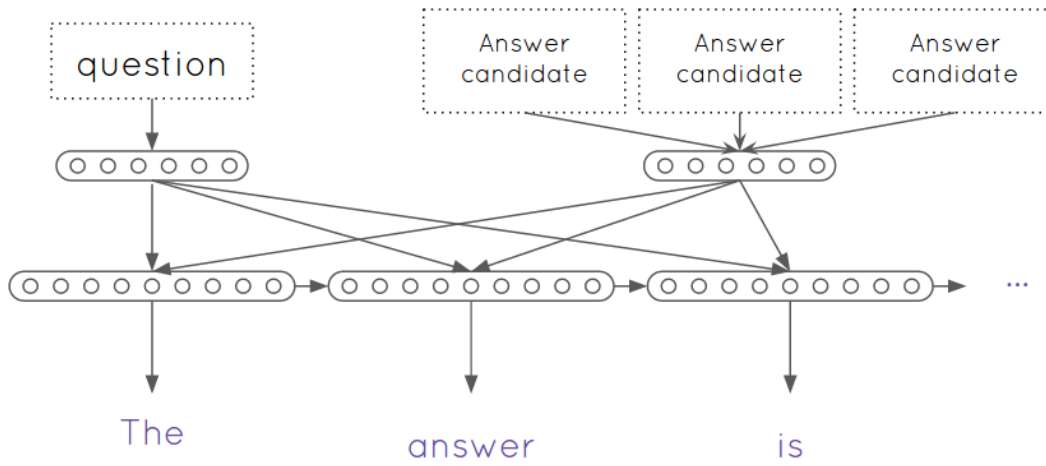 question
Answer
candidate
Answer
candidate
Answer
candidate
...
The
answer
is